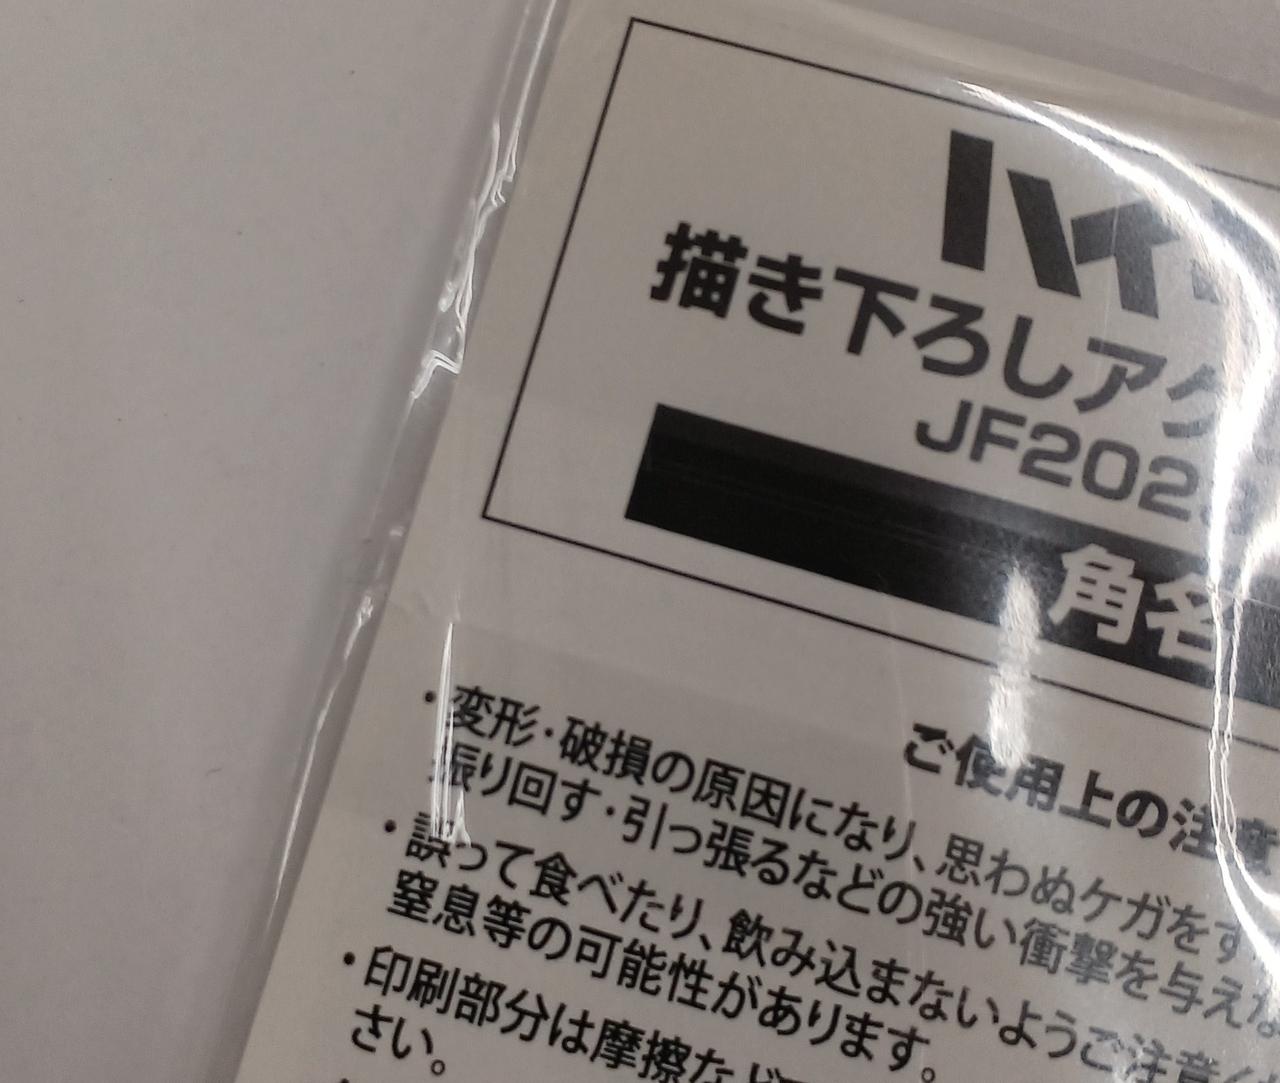 ハイ
描き下ろしアク
JF202
角名
ご使用上の注意
・変形・破損の原因になり、思わぬケガをす
振り回す・引っ張るなどの強い衝撃を与えな
・誤って食べたり、飲み込まないようご注意く
窒息等の可能性があります。
・印刷部分は摩擦など
さい。